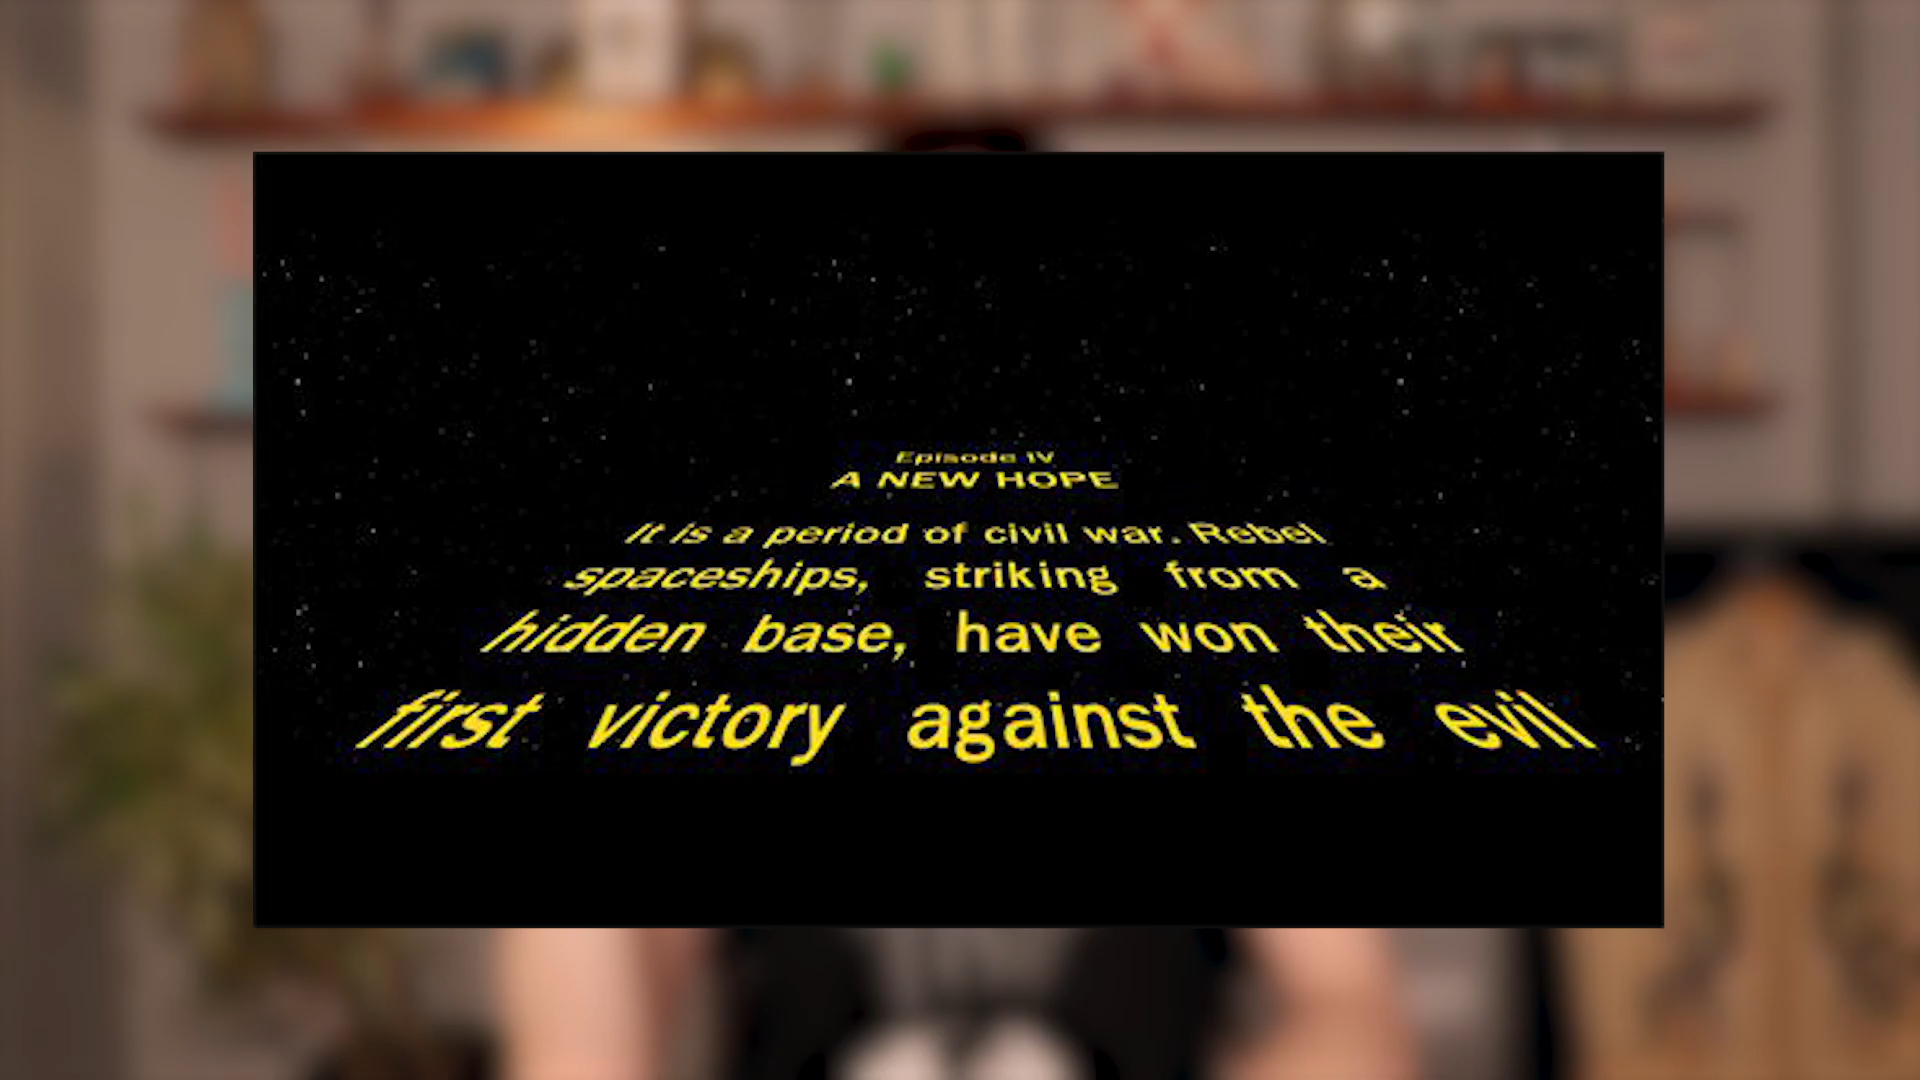 Episode IV
A NEW HOPE
It is a period of civil war. Rebel
spaceships, striking from a
hidden base, have won their
first victory against the evil